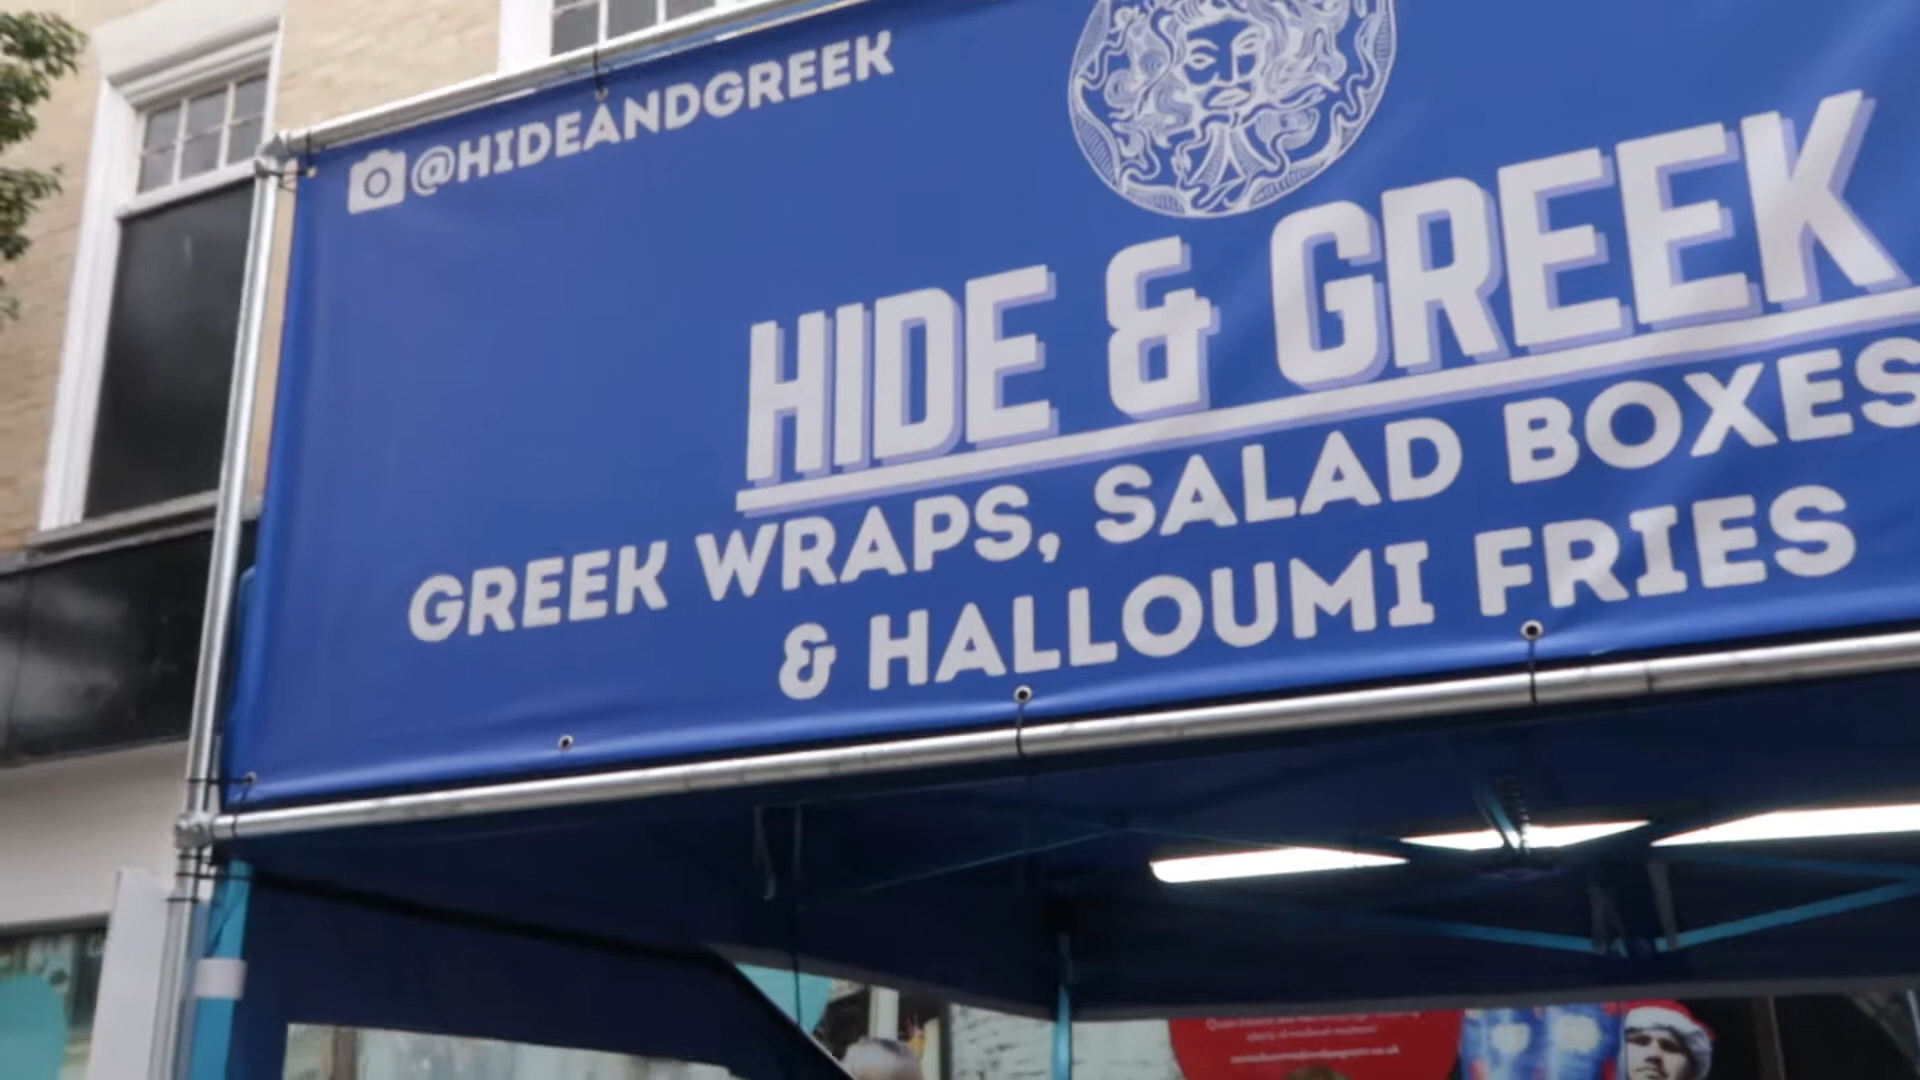 @HIDEANDGREEK
HIDE & GREEK
GREEK WRAPS, SALAD BOXES
& HALLOUMI FRIES